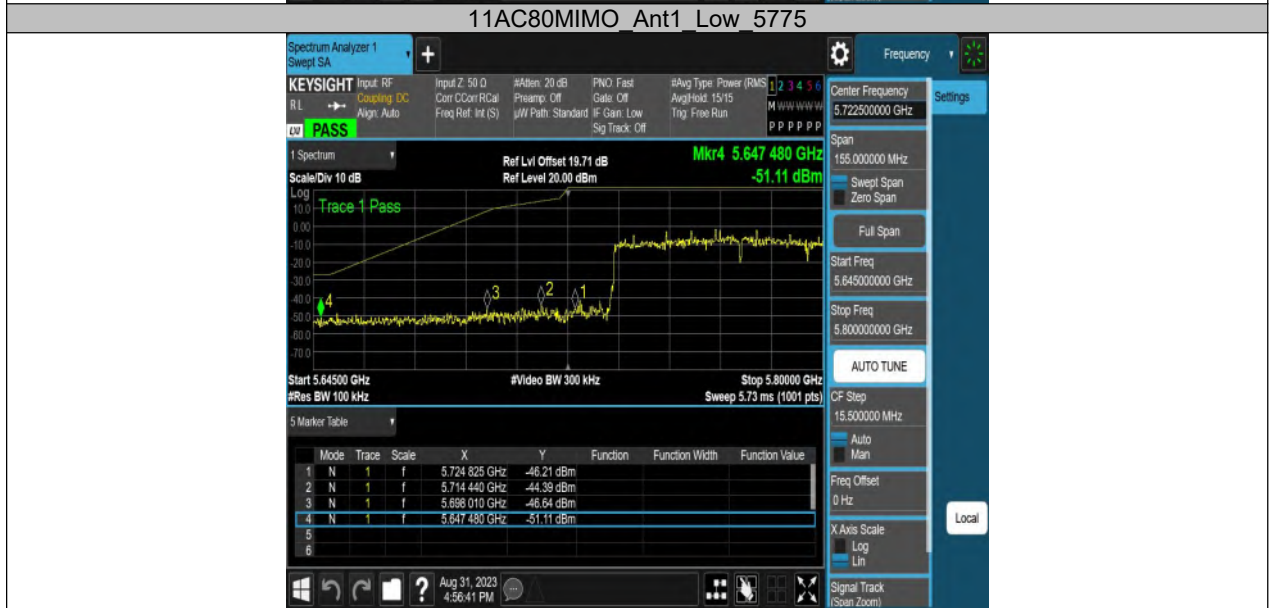 11AC80MIMO_Ant1_Low_5775
Spectrum Analyzer 1
Swept SA
+
Frequency
KEYSIGHT Input: RF Input Z: 50 Ω #Atten: 20 dB PNO: Fast #Avg Type: Power (RMS 1 2 3 4 5 6
RL Coupling: DC Corr CCorr RCal Preamp: Off Gate: Off Avg|Hold: 15/15 M W W W W W
Align: Auto Freq Ref: Int (S) µW Path: Standard IF Gain: Low Trig: Free Run
LXI PASS Sig Track: Off P P P P P P
Center Frequency
5.722500000 GHz
Settings
1 Spectrum
Ref Lvl Offset 19.71 dB
Mkr4 5.647 480 GHz
Scale/Div 10 dB
Ref Level 20.00 dBm
-51.11 dBm
Span
155.000000 MHz
Swept Span
Zero Span
Full Span
Start Freq
5.645000000 GHz
Stop Freq
5.800000000 GHz
AUTO TUNE
CF Step
15.500000 MHz
Auto
Man
Freq Offset
0 Hz
X Axis Scale
Log
Lin
Signal Track
(Span Zoom)
Local
Log
Trace 1 Pass
10.0
0.00
-10.0
-20.0
-30.0
-40.0
-50.0
-60.0
-70.0
4
3
2
1
Start 5.64500 GHz #Video BW 300 kHz Stop 5.80000 GHz
#Res BW 100 kHz Sweep 5.73 ms (1001 pts)
5 Marker Table
Mode Trace Scale X Y Function Function Width Function Value
1 N 1 f 5.724 825 GHz -46.21 dBm
2 N 1 f 5.714 440 GHz -44.39 dBm
3 N 1 f 5.698 010 GHz -46.64 dBm
4 N 1 f 5.647 480 GHz -51.11 dBm
5
6
? Aug 31, 2023
4:56:41 PM